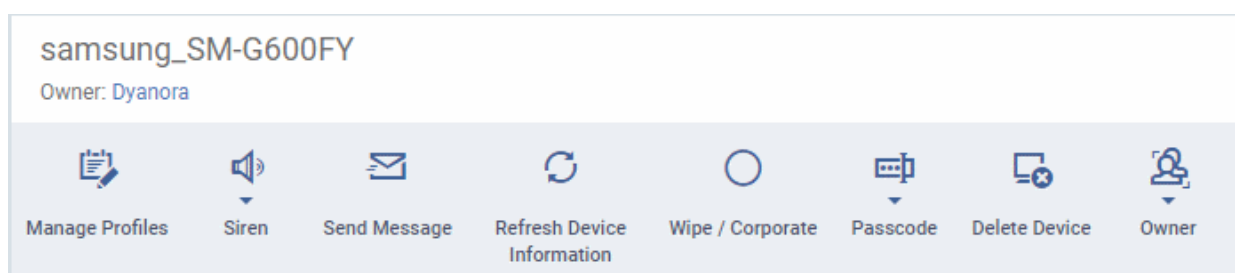 samsung_SM-G600FY
Owner: Dyanora
Manage Profiles
Siren
Send Message
Refresh Device
Information
Wipe / Corporate
Passcode
Delete Device
Owner